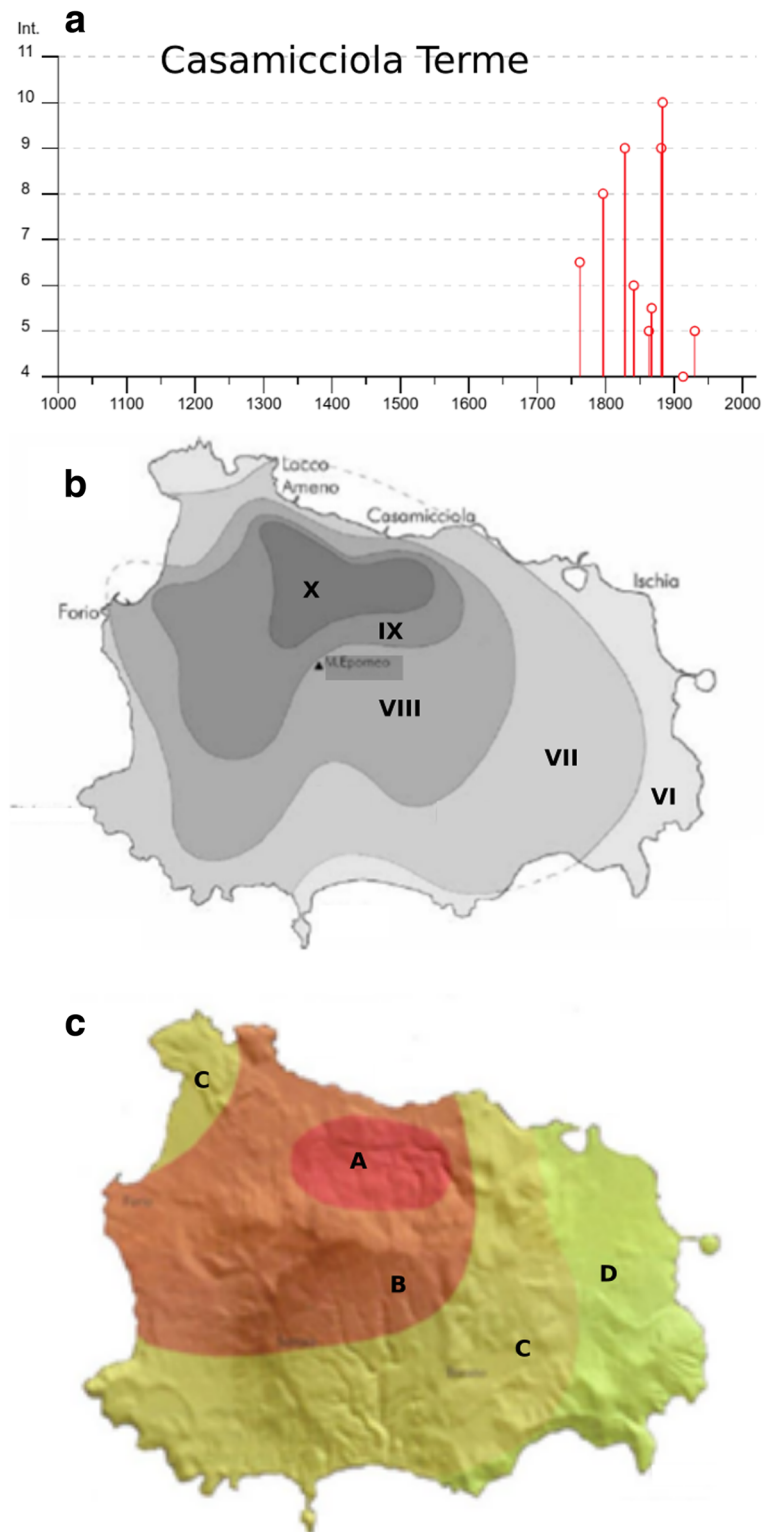 a
Int.
Casamicciola Terme
11
10
9
8
7
6
5
4
1000 1100 1200 1300 1400 1500 1600 1700 1800 1900 2000
b
Lacco
Ameno
Casamicciola
Ischia
Forio
X
IX
M.Epomeo
VIII
VII
VI
c
C
A
B
D
C